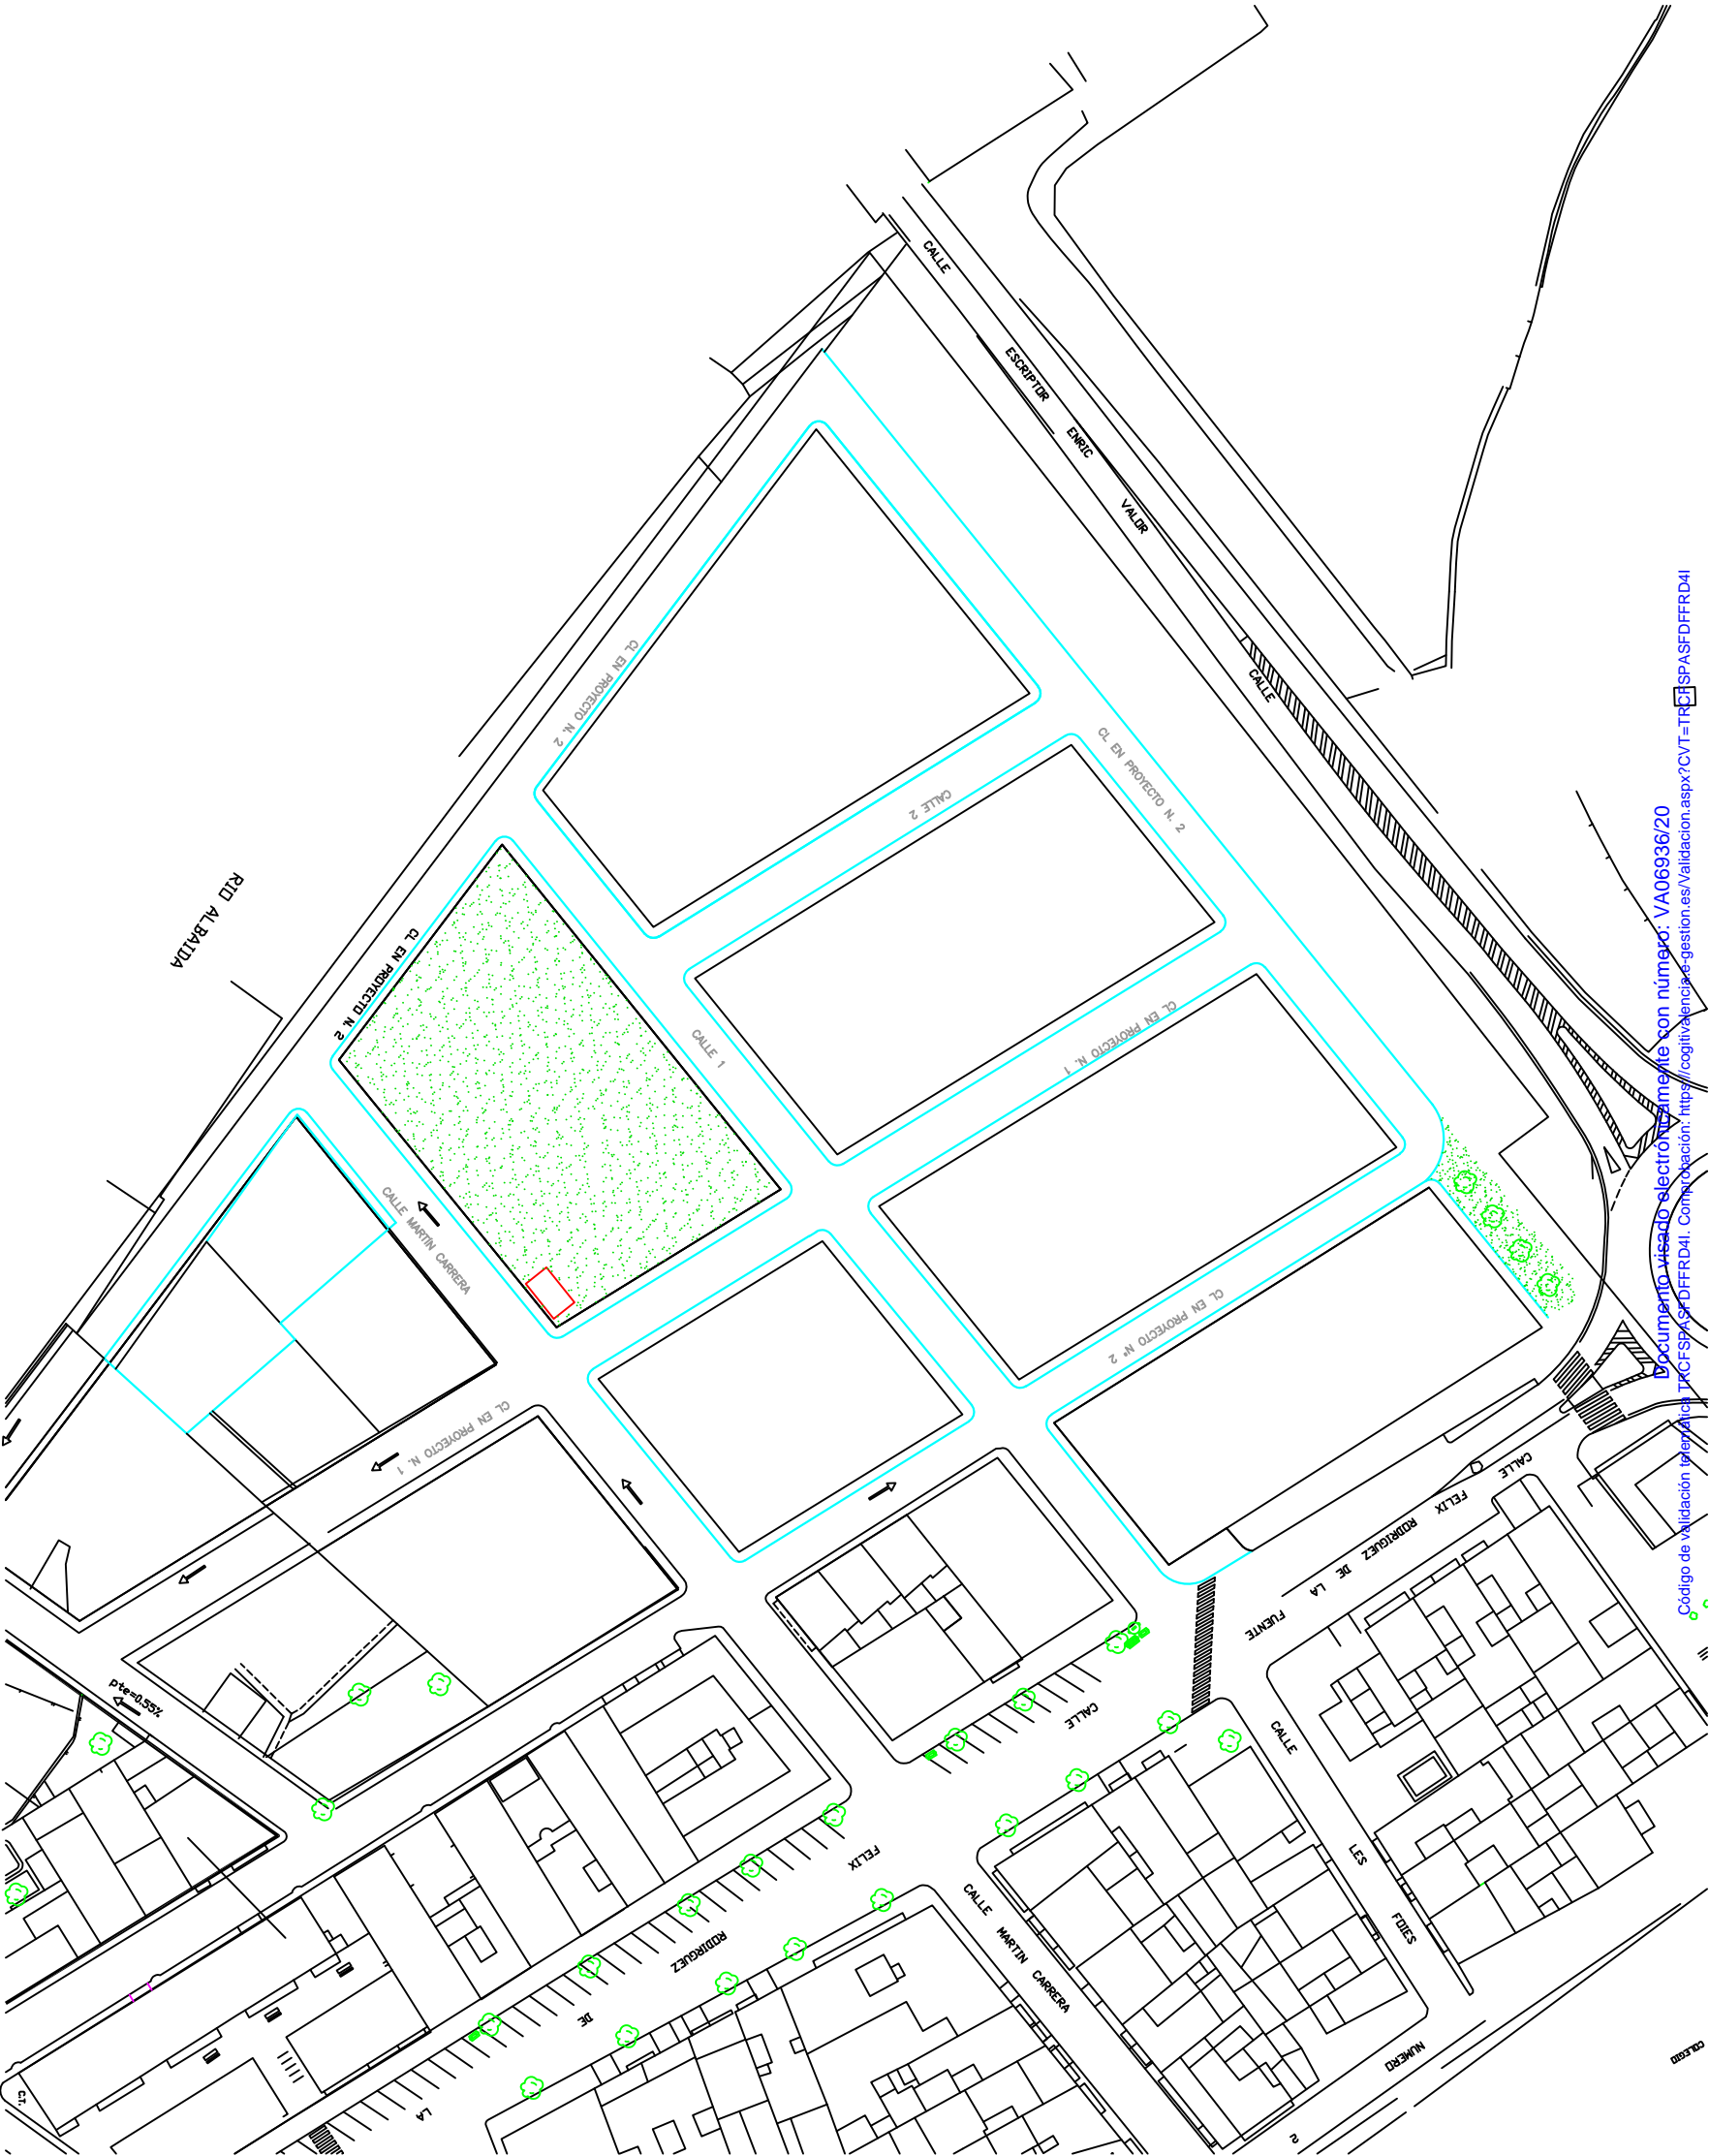 CALLE
ESCRIPTOR
ENRIC
VALOR
CALLE
CL EN PROYECTO N. 2
CL EN PROYECTO N. 2
CALLE 2
RIO ALBAIDA
CL EN PROYECTO N. 2
CALLE 1
CL EN PROYECTO N. 1
CALLE MARTÍN CARRERA
CL EN PROYECTO Nº 2
CL EN PROYECTO N. 1
CALLE
FELIX
RODRIGUEZ
DE
LA
FUENTE
pte=0.55%
CALLE
FELIX
RODIRGUEZ
DE
LA
CALLE
LES
FOIES
CALLE
MARTIN
CARRERA
NUMERO
2
COLEGIO
C.T.
Documento visado electrónicamente con número: VA06936/20
Código de validación telemática TRCFSPASFDFFRD4I. Comprobación: https://cogitivalencia.e-gestion.es/Validacion.aspx?CVT=TRCFSPASFDFFRD4I